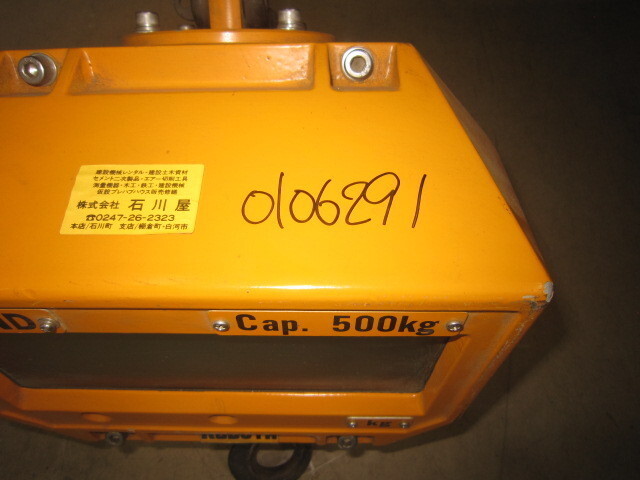 建設機械レンタル・建設土木資材
セメント二次製品・エアー切削工具
測量機器・木工・鉄工・建設機械
仮設プレハブハウス販売修繕
株式会社 石川屋
☎0247-26-2323
本店/石川町 支店/棚倉町・白河市
0106291
Cap. 500kg
kg